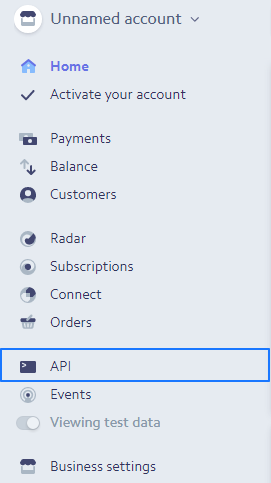 Unnamed account
Home
Activate your account
Payments
Balance
Customers
Radar
Subscriptions
Connect
Orders
API
Events
Viewing test data
Business settings